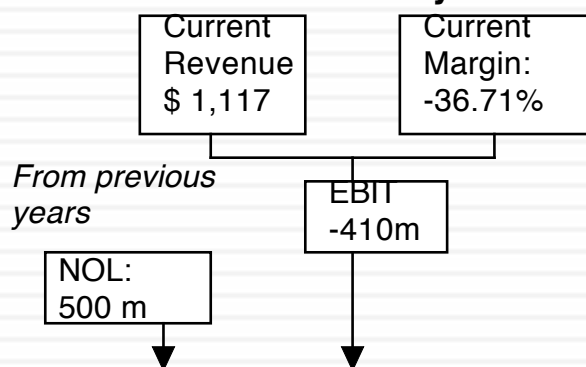 Current
Revenue
$ 1,117
Current
Margin:
-36.71%
From previous
years
EBIT
-410m
NOL:
500 m